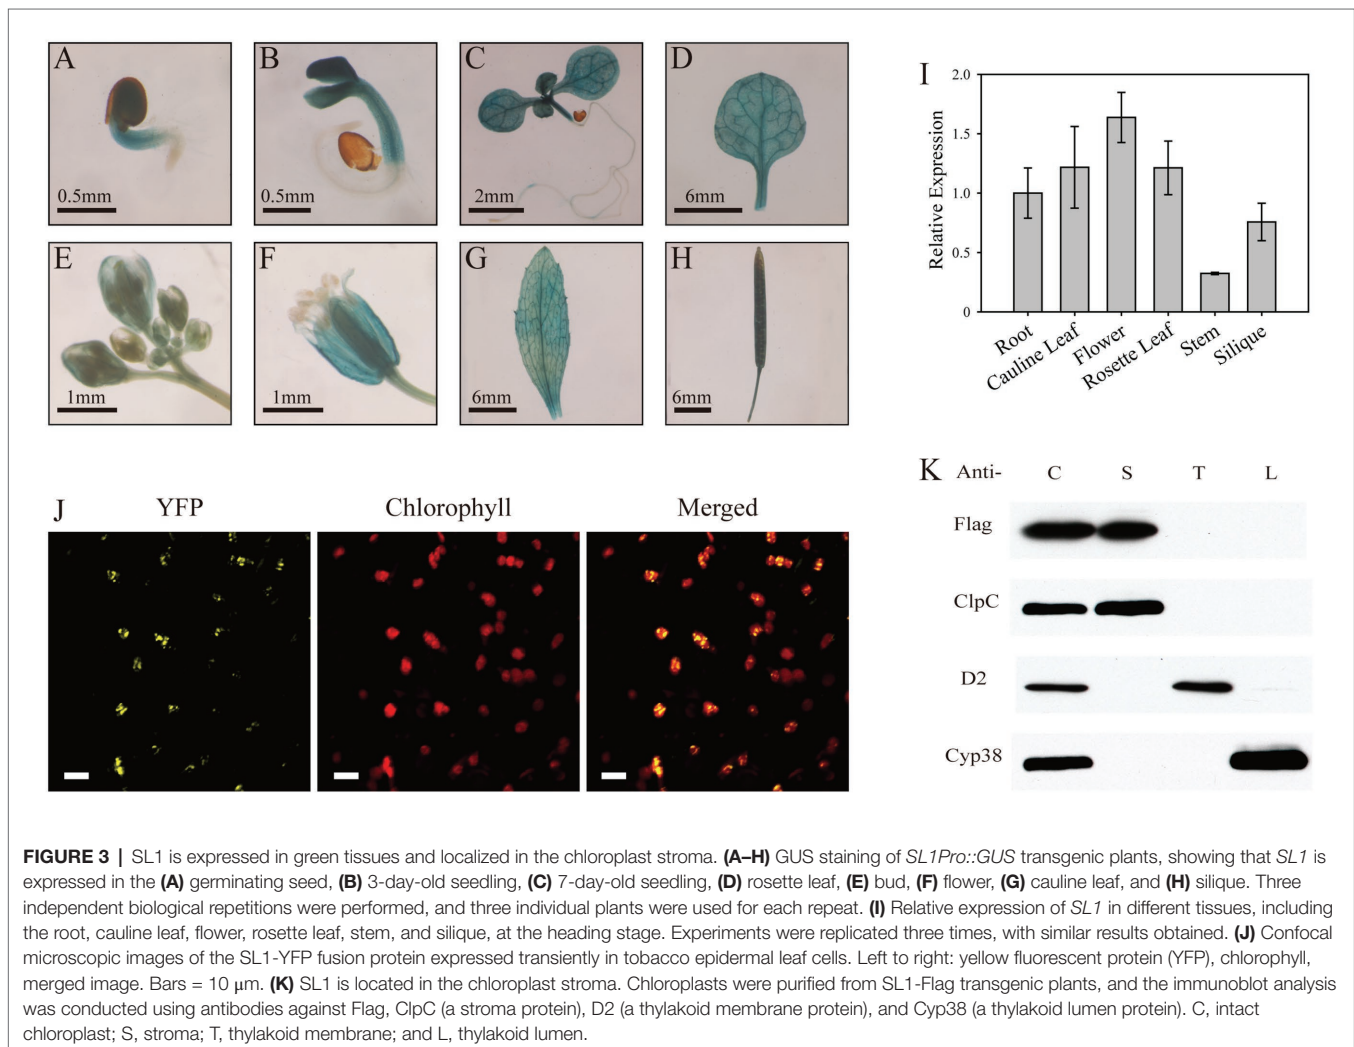 A
B
C
D
0.5mm
0.5mm
2mm
6mm
E
F
G
H
1mm
1mm
6mm
6mm
I
Relative Expression
2.0
1.5
1.0
0.5
0
Root
Cauline Leaf
Flower
Rosette Leaf
Stem
Silique
J
YFP
Chlorophyll
Merged
K
Anti-
C
S
T
L
Flag
ClpC
D2
Cyp38
FIGURE 3 | SL1 is expressed in green tissues and localized in the chloroplast stroma. (A–H) GUS staining of SL1Pro::GUS transgenic plants, showing that SL1 is
expressed in the (A) germinating seed, (B) 3-day-old seedling, (C) 7-day-old seedling, (D) rosette leaf, (E) bud, (F) flower, (G) cauline leaf, and (H) silique. Three
independent biological repetitions were performed, and three individual plants were used for each repeat. (I) Relative expression of SL1 in different tissues, including
the root, cauline leaf, flower, rosette leaf, stem, and silique, at the heading stage. Experiments were replicated three times, with similar results obtained. (J) Confocal
microscopic images of the SL1-YFP fusion protein expressed transiently in tobacco epidermal leaf cells. Left to right: yellow fluorescent protein (YFP), chlorophyll,
merged image. Bars = 10 μm. (K) SL1 is located in the chloroplast stroma. Chloroplasts were purified from SL1-Flag transgenic plants, and the immunoblot analysis
was conducted using antibodies against Flag, ClpC (a stroma protein), D2 (a thylakoid membrane protein), and Cyp38 (a thylakoid lumen protein). C, intact
chloroplast; S, stroma; T, thylakoid membrane; and L, thylakoid lumen.